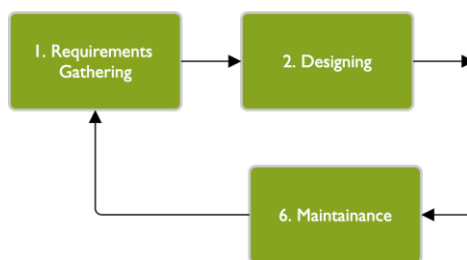 1. Requirements
Gathering
2. Designing
6. Maintainance